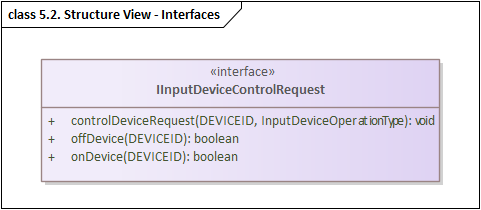 class 5.2. Structure View - Interfaces
«interface»
IInputDeviceControlRequest
+ controlDeviceRequest(DEVICEID, InputDeviceOperationType): void
+ offDevice(DEVICEID): boolean
+ onDevice(DEVICEID): boolean